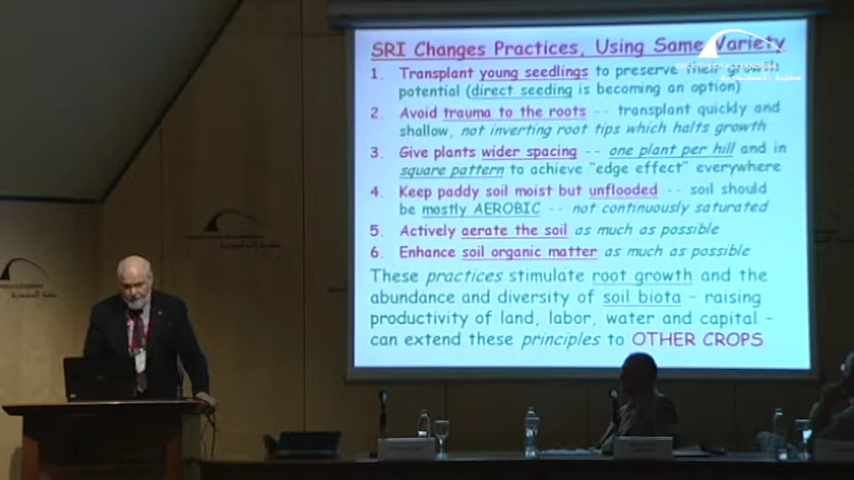 SRI Changes Practices, Using Same Variety
1. Transplant young seedlings to preserve their growth
potential (direct seeding is becoming an option)
2. Avoid trauma to the roots -- transplant quickly and
shallow, not inverting root tips which halts growth
3. Give plants wider spacing -- one plant per hill and in
square pattern to achieve "edge effect" everywhere
4. Keep paddy soil moist but unflooded -- soil should
be mostly AEROBIC -- not continuously saturated
5. Actively aerate the soil as much as possible
6. Enhance soil organic matter as much as possible
These practices stimulate root growth and the
abundance and diversity of soil biota - raising
productivity of land, labor, water and capital -
can extend these principles to OTHER CROPS